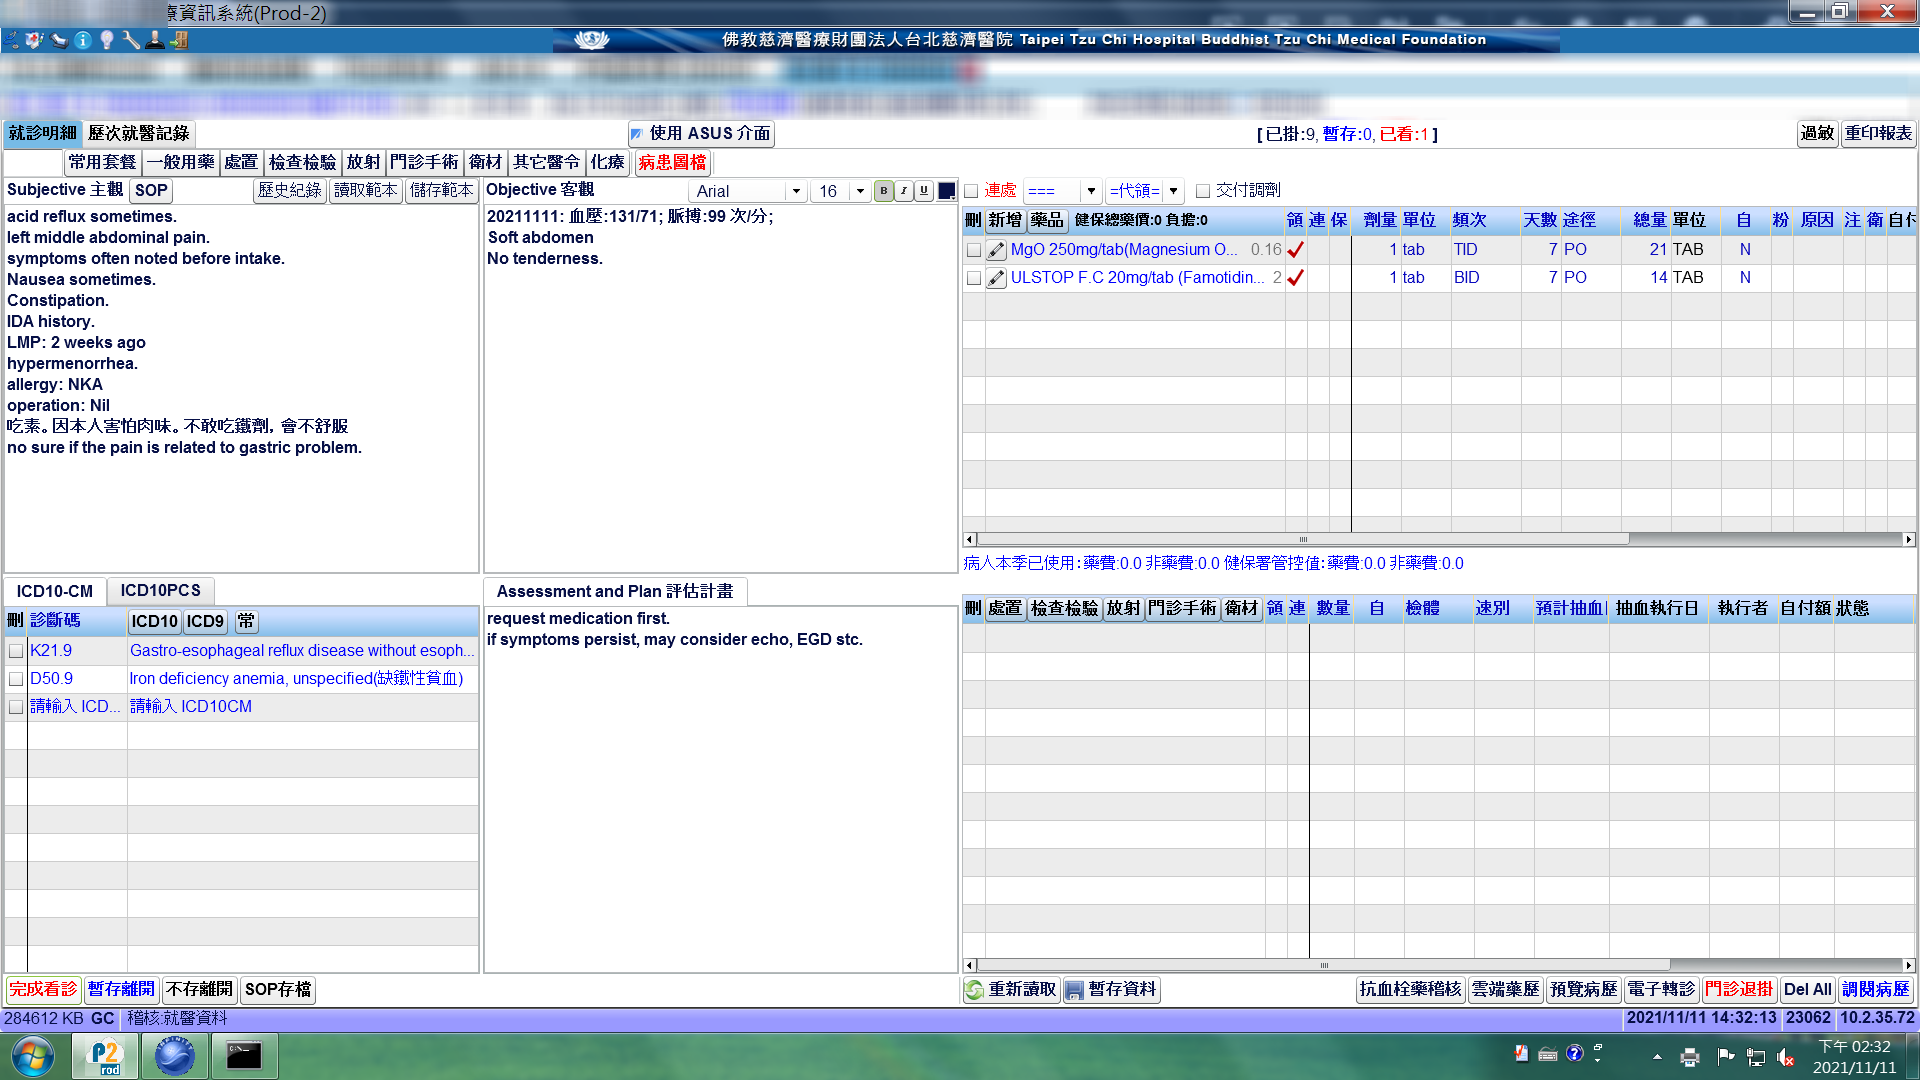 療資訊系統(Prod-2)
佛教慈濟醫療財團法人台北慈濟醫院 Taipei Tzu Chi Hospital Buddhist Tzu Chi Medical Foundation
就診明細 歷次就醫記錄 使用 ASUS 介面 [已掛:9, 暫存:0, 已看:1] 過敏 重印報表
常用套餐 一般用藥 處置 檢查檢驗 放射 門診手術 衛材 其它醫令 化療 病患圖檔
Subjective 主觀 SOP 歷史紀錄 讀取範本 儲存範本
acid reflux sometimes.
left middle abdominal pain.
symptoms often noted before intake.
Nausea sometimes.
Constipation.
IDA history.
LMP: 2 weeks ago
hypermenorrhea.
allergy: NKA
operation: Nil
吃素。因本人害怕肉味。不敢吃鐵劑，會不舒服
no sure if the pain is related to gastric problem.
Objective 客觀 Arial 16 B I U
20211111: 血壓:131/71; 脈搏:99 次/分;
Soft abdomen
No tenderness.
連處 === =代領= 交付調劑
刪 新增 藥品 健保總藥價:0 負擔:0 領 連 保 劑量 單位 頻次 天數 途徑 總量 單位 自 粉 原因 注 衛 自付
MgO 250mg/tab(Magnesium O... 0.16 1 tab TID 7 PO 21 TAB N
ULSTOP F.C 20mg/tab (Famotidin... 2 1 tab BID 7 PO 14 TAB N
病人本季已使用：藥費:0.0 非藥費:0.0 健保署管控值：藥費:0.0 非藥費:0.0
ICD10-CM ICD10PCS
刪 診斷碼 ICD10 ICD9 常
K21.9 Gastro-esophageal reflux disease without esoph...
D50.9 Iron deficiency anemia, unspecified(缺鐵性貧血)
請輸入 ICD... 請輸入 ICD10CM
Assessment and Plan 評估計畫
request medication first.
if symptoms persist, may consider echo, EGD stc.
刪 處置 檢查檢驗 放射 門診手術 衛材 領 連 數量 自 檢體 速別 預計抽血 抽血執行日 執行者 自付額 狀態
完成看診 暫存離開 不存離開 SOP存檔 重新讀取 暫存資料 抗血栓藥稽核 雲端藥歷 預覽病歷 電子轉診 門診退掛 Del All 調閱病歷
284612 KB GC 稽核:就醫資料 2021/11/11 14:32:13 23062 10.2.35.72
P2 rod
下午 02:32
2021/11/11